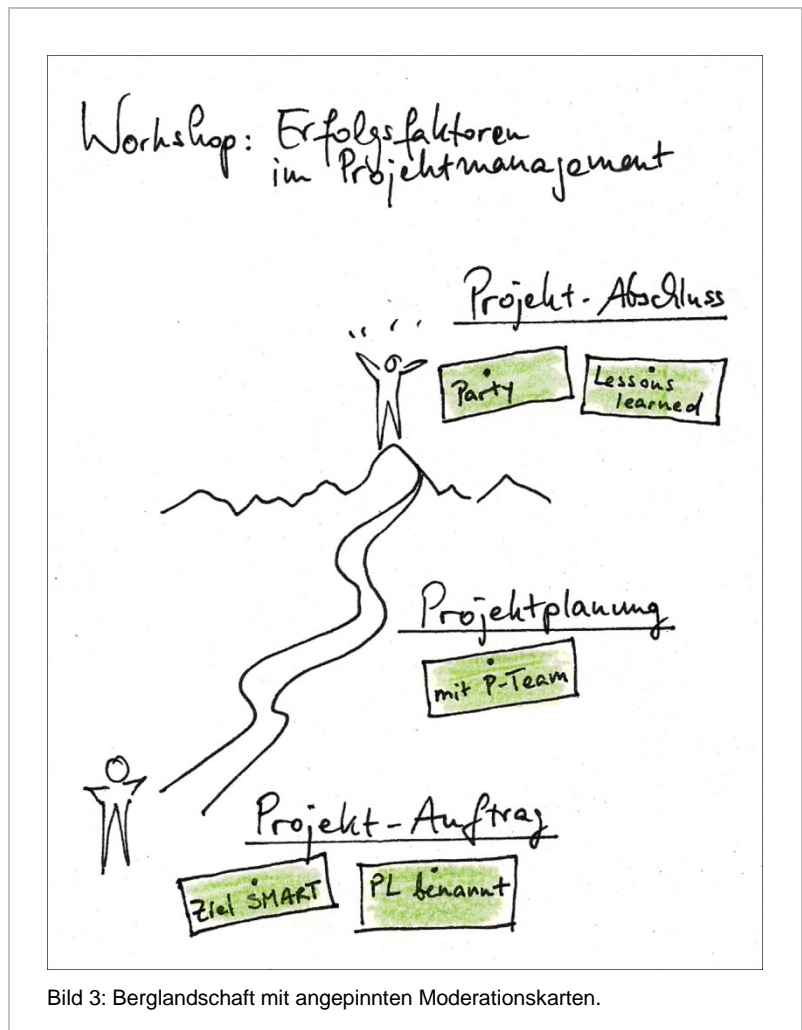 Workshop: Erfolgsfaktoren
im Projektmanagement
Projekt-Abschluss
Party
Lessons
learned
Projektplanung
mit P-Team
Projekt-Auftrag
Ziel SMART
PL benannt
Bild 3: Berglandschaft mit angepinnten Moderationskarten.